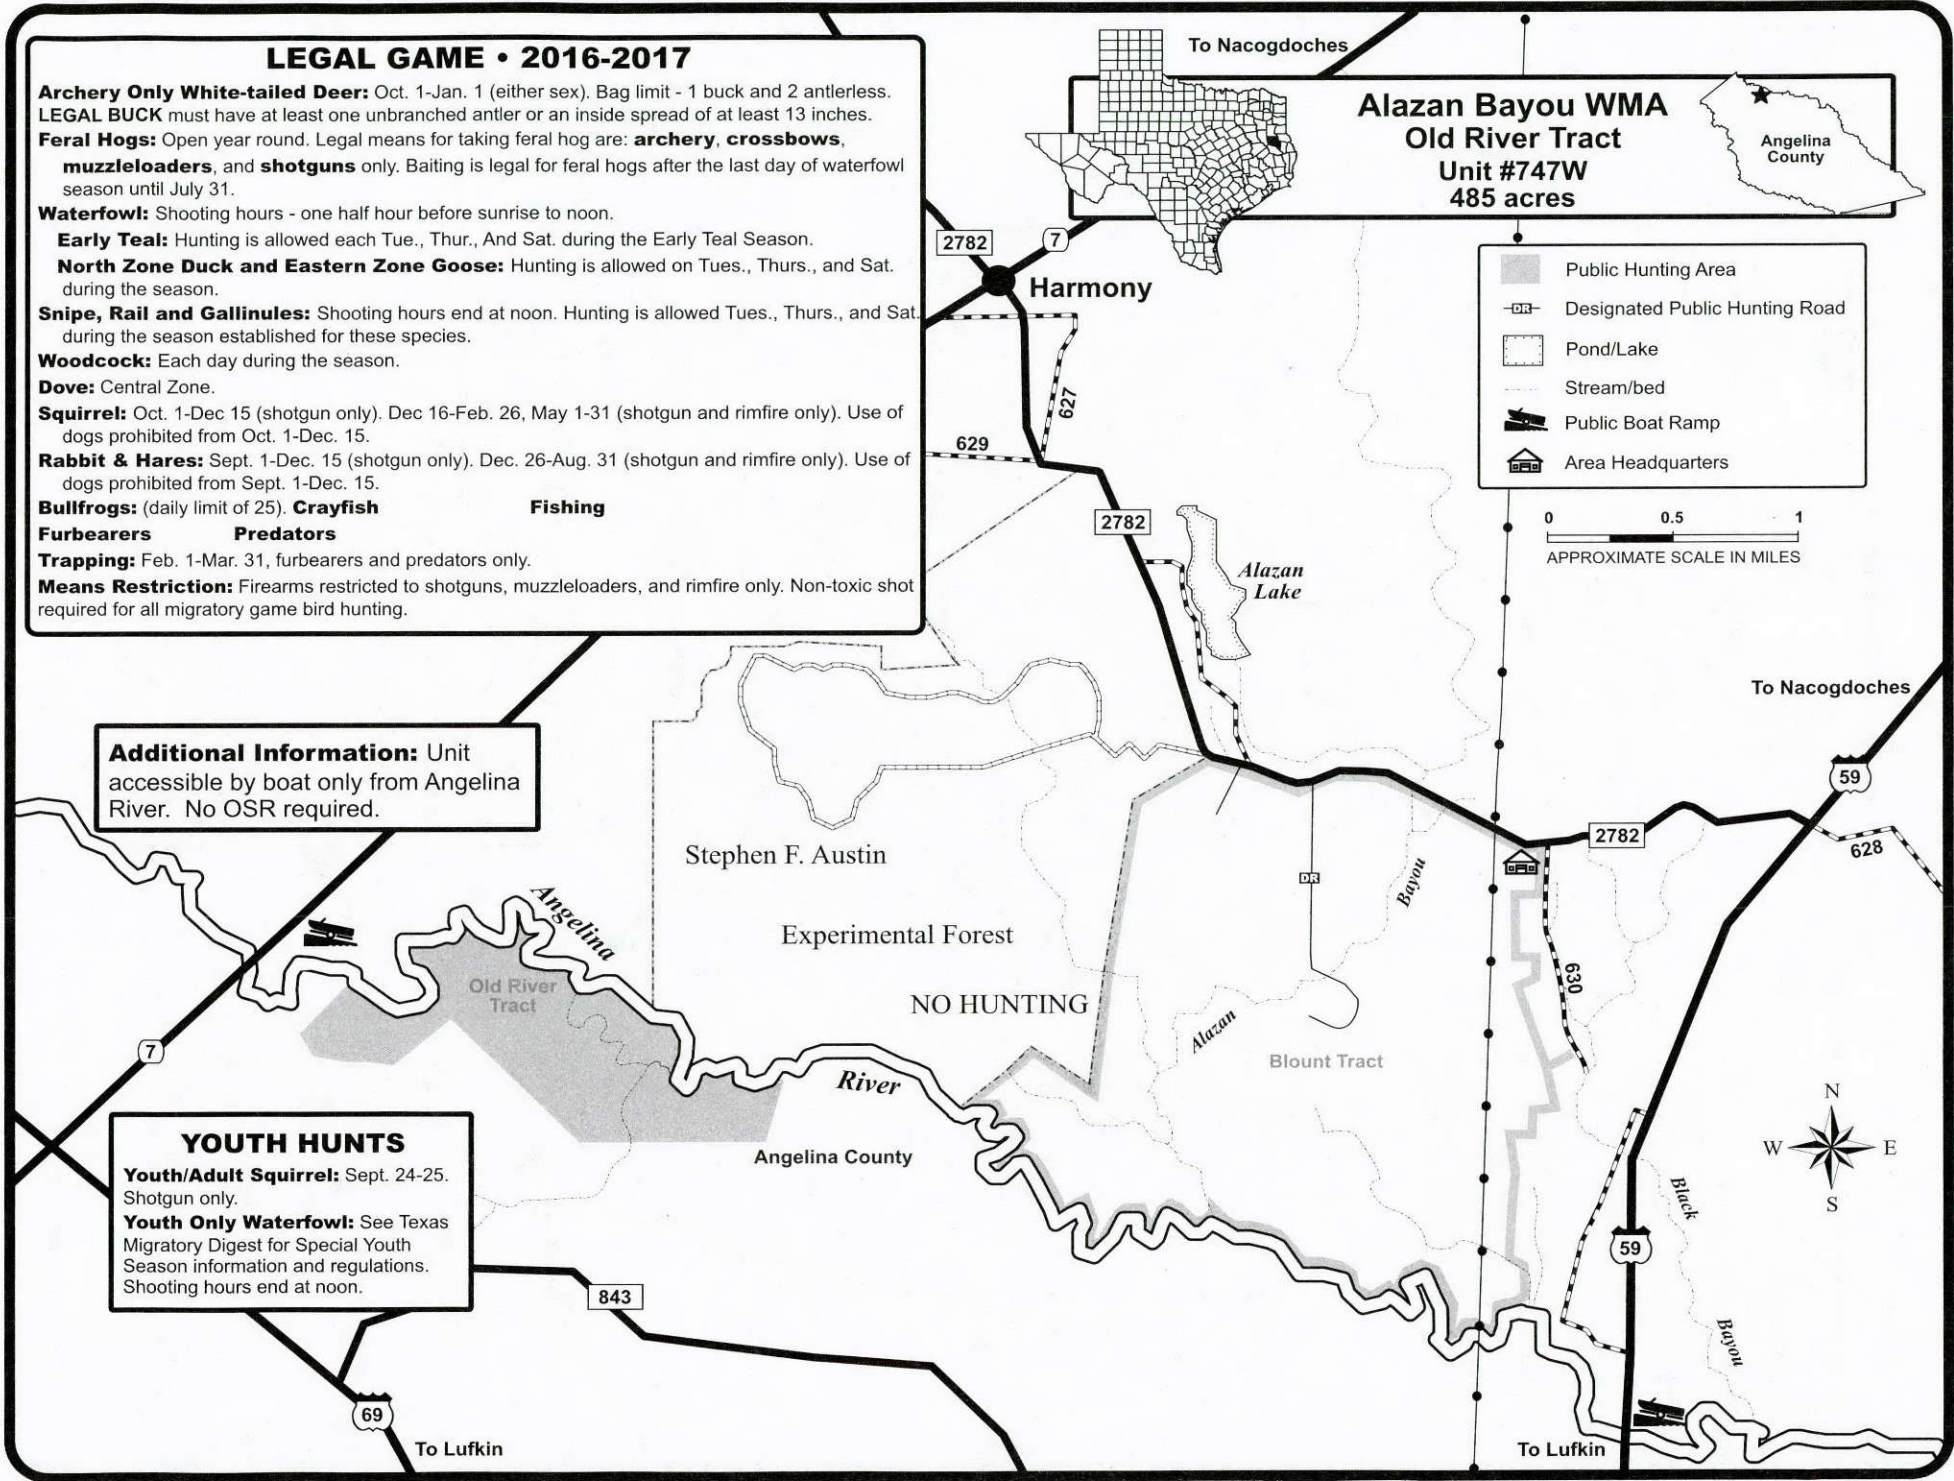 LEGAL GAME • 2016-2017
Archery Only White-tailed Deer: Oct. 1-Jan. 1 (either sex). Bag limit - 1 buck and 2 antlerless.
LEGAL BUCK must have at least one unbranched antler or an inside spread of at least 13 inches.
Feral Hogs: Open year round. Legal means for taking feral hog are: archery, crossbows,
muzzleloaders, and shotguns only. Baiting is legal for feral hogs after the last day of waterfowl
season until July 31.
Waterfowl: Shooting hours - one half hour before sunrise to noon.
Early Teal: Hunting is allowed each Tue., Thur., And Sat. during the Early Teal Season.
North Zone Duck and Eastern Zone Goose: Hunting is allowed on Tues., Thurs., and Sat.
during the season.
Snipe, Rail and Gallinules: Shooting hours end at noon. Hunting is allowed Tues., Thurs., and Sat.
during the season established for these species.
Woodcock: Each day during the season.
Dove: Central Zone.
Squirrel: Oct. 1-Dec 15 (shotgun only). Dec 16-Feb. 26, May 1-31 (shotgun and rimfire only). Use of
dogs prohibited from Oct. 1-Dec. 15.
Rabbit & Hares: Sept. 1-Dec. 15 (shotgun only). Dec. 26-Aug. 31 (shotgun and rimfire only). Use of
dogs prohibited from Sept. 1-Dec. 15.
Bullfrogs: (daily limit of 25). Crayfish Fishing
Furbearers Predators
Trapping: Feb. 1-Mar. 31, furbearers and predators only.
Means Restriction: Firearms restricted to shotguns, muzzleloaders, and rimfire only. Non-toxic shot
required for all migratory game bird hunting.
To Nacogdoches
Alazan Bayou WMA
Old River Tract
Unit #747W
485 acres
Angelina
County
Public Hunting Area
DR Designated Public Hunting Road
Pond/Lake
Stream/bed
Public Boat Ramp
Area Headquarters
0 0.5 1
APPROXIMATE SCALE IN MILES
2782
7
Harmony
627
629
2782
Alazan
Lake
To Nacogdoches
59
2782
628
Additional Information: Unit
accessible by boat only from Angelina
River. No OSR required.
Stephen F. Austin
Experimental Forest
NO HUNTING
DR
Bayou
Alazan
Blount Tract
630
Angelina
River
Old River
Tract
7
Angelina County
YOUTH HUNTS
Youth/Adult Squirrel: Sept. 24-25.
Shotgun only.
Youth Only Waterfowl: See Texas
Migratory Digest for Special Youth
Season information and regulations.
Shooting hours end at noon.
843
69
To Lufkin
N
W E
S
Black
Bayou
59
To Lufkin